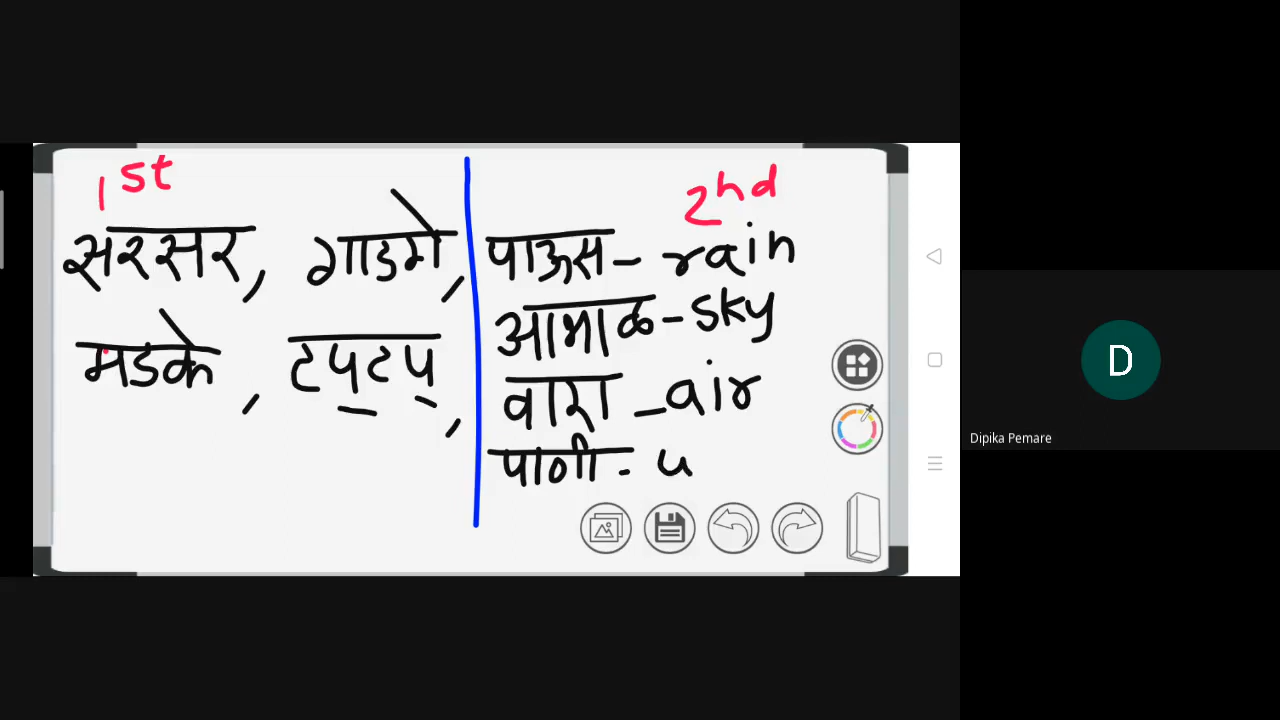 1st
सरसर, गाडगे,
मडके, टपटप,
2nd
पाऊस - rain
आभाळ - sky
वारा - air
पाणी - u
D
Dipika Pemare